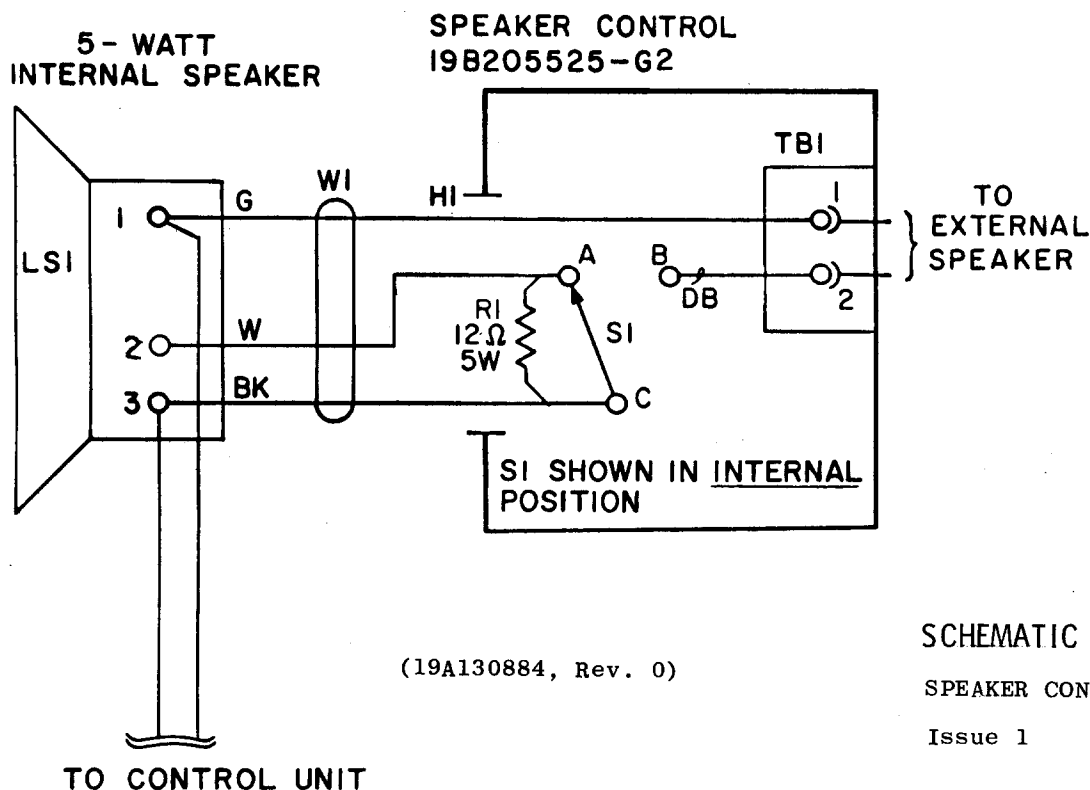 5-WATT
INTERNAL SPEAKER
SPEAKER CONTROL
19B205525-G2
TB1
LS1
1
G
W1
H1
1
TO
EXTERNAL
SPEAKER
A
B
DB
2
R1
12Ω
5W
S1
2
W
3
BK
C
S1 SHOWN IN INTERNAL
POSITION
(19A130884, Rev. 0)
SCHEMATIC
SPEAKER CON
Issue 1
TO CONTROL UNIT